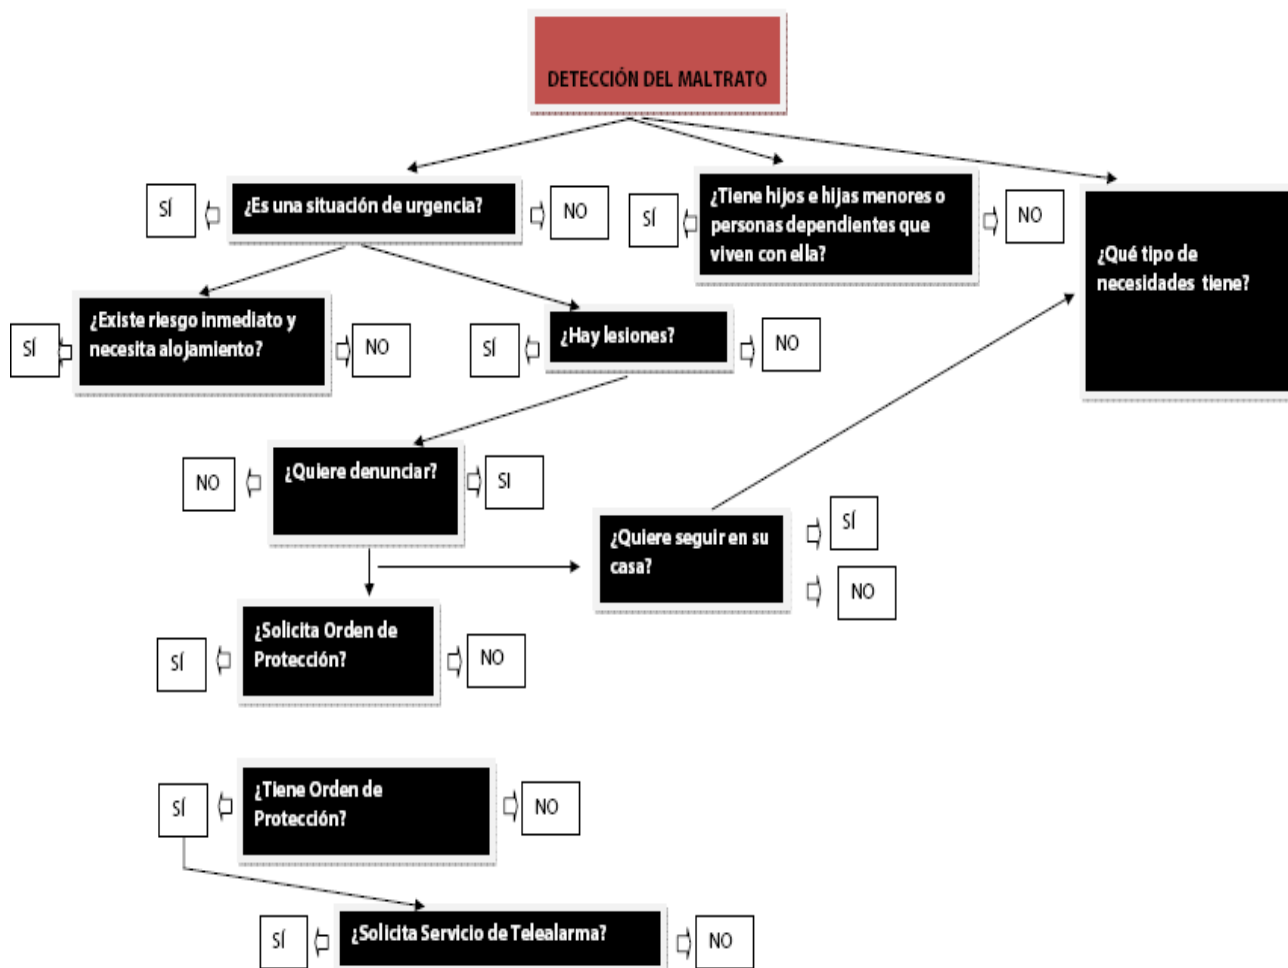 DETECCIÓN DEL MALTRATO
SÍ
¿Es una situación de urgencia?
NO
SÍ
¿Tiene hijos e hijas menores o
personas dependientes que
viven con ella?
NO
¿Qué tipo de
necesidades tiene?
SÍ
¿Existe riesgo inmediato y
necesita alojamiento?
NO
SÍ
¿Hay lesiones?
NO
NO
¿Quiere denunciar?
SI
¿Quiere seguir en su
casa?
SÍ
NO
SÍ
¿Solicita Orden de
Protección?
NO
SÍ
¿Tiene Orden de
Protección?
NO
SÍ
¿Solicita Servicio de Telealarma?
NO